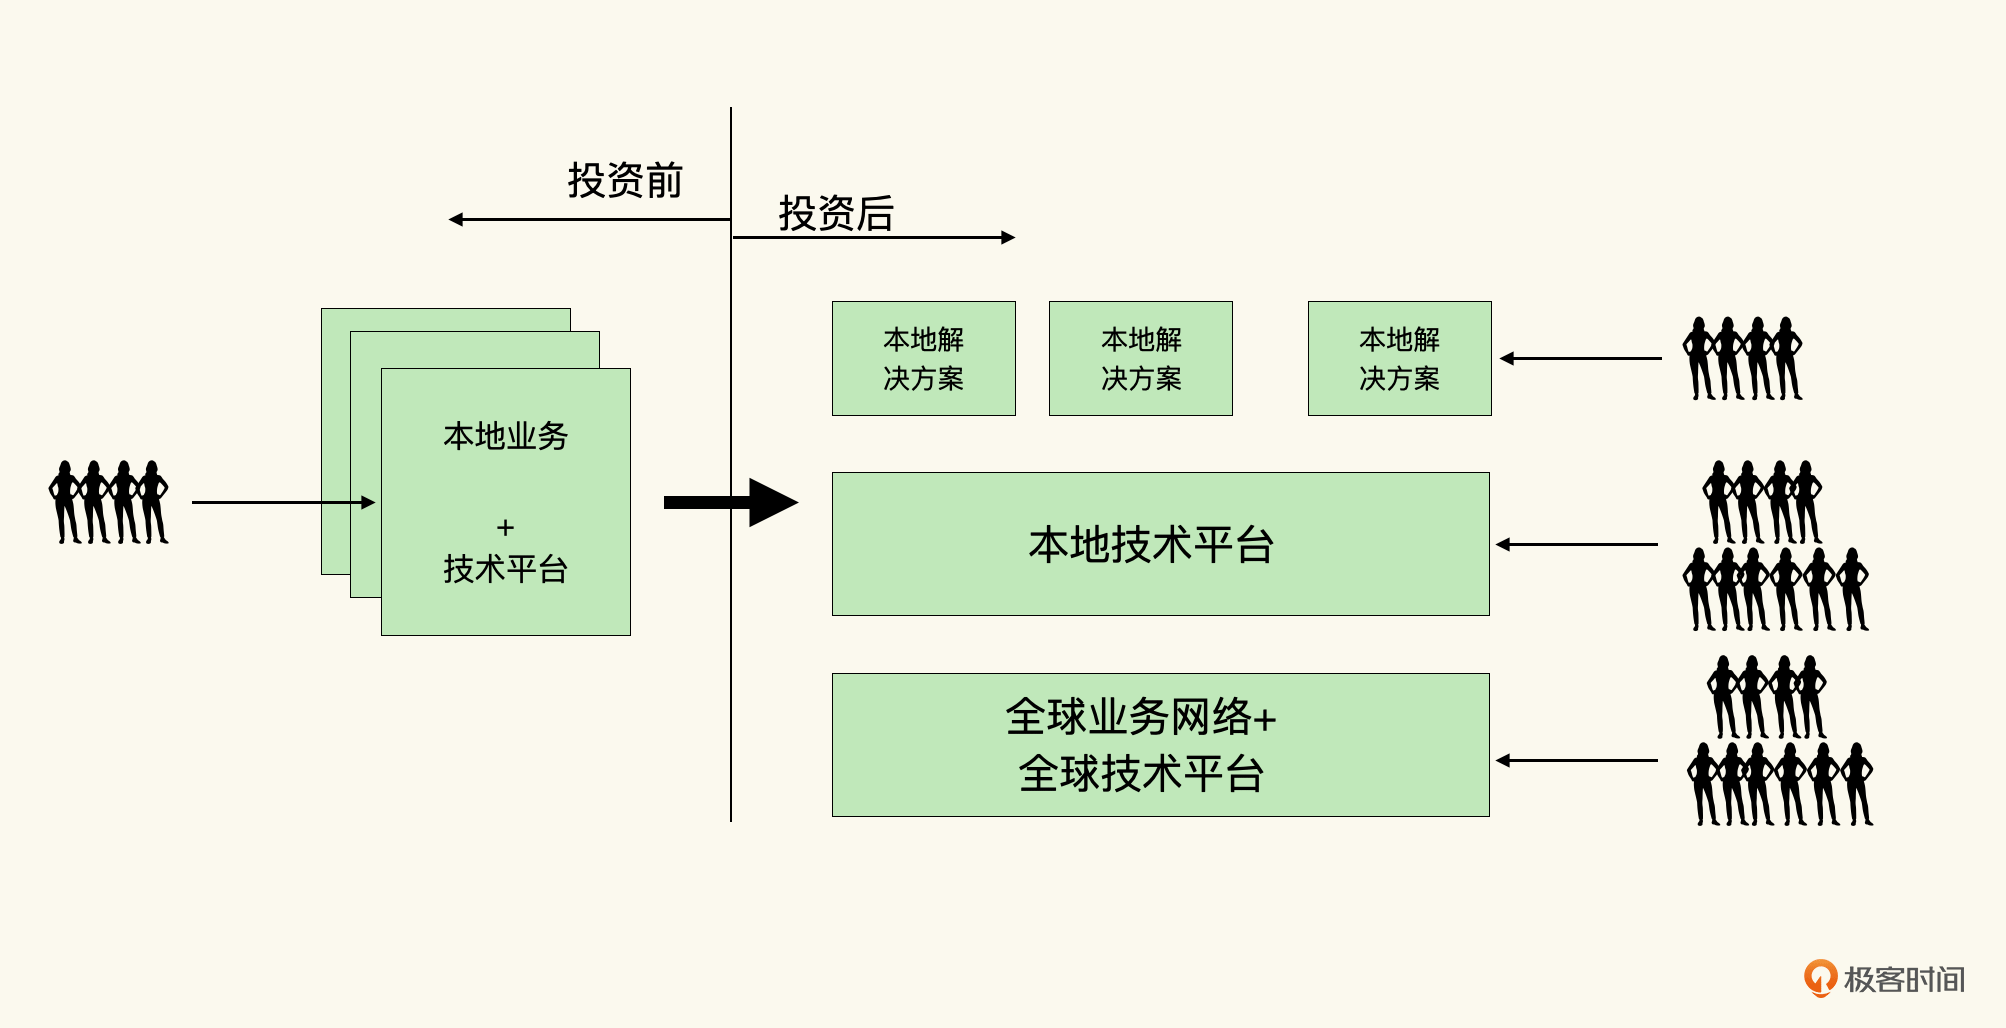 投资前
投资后
本地业务
+
技术平台
本地解
决方案
本地解
决方案
本地解
决方案
本地技术平台
全球业务网络+
全球技术平台
极客时间